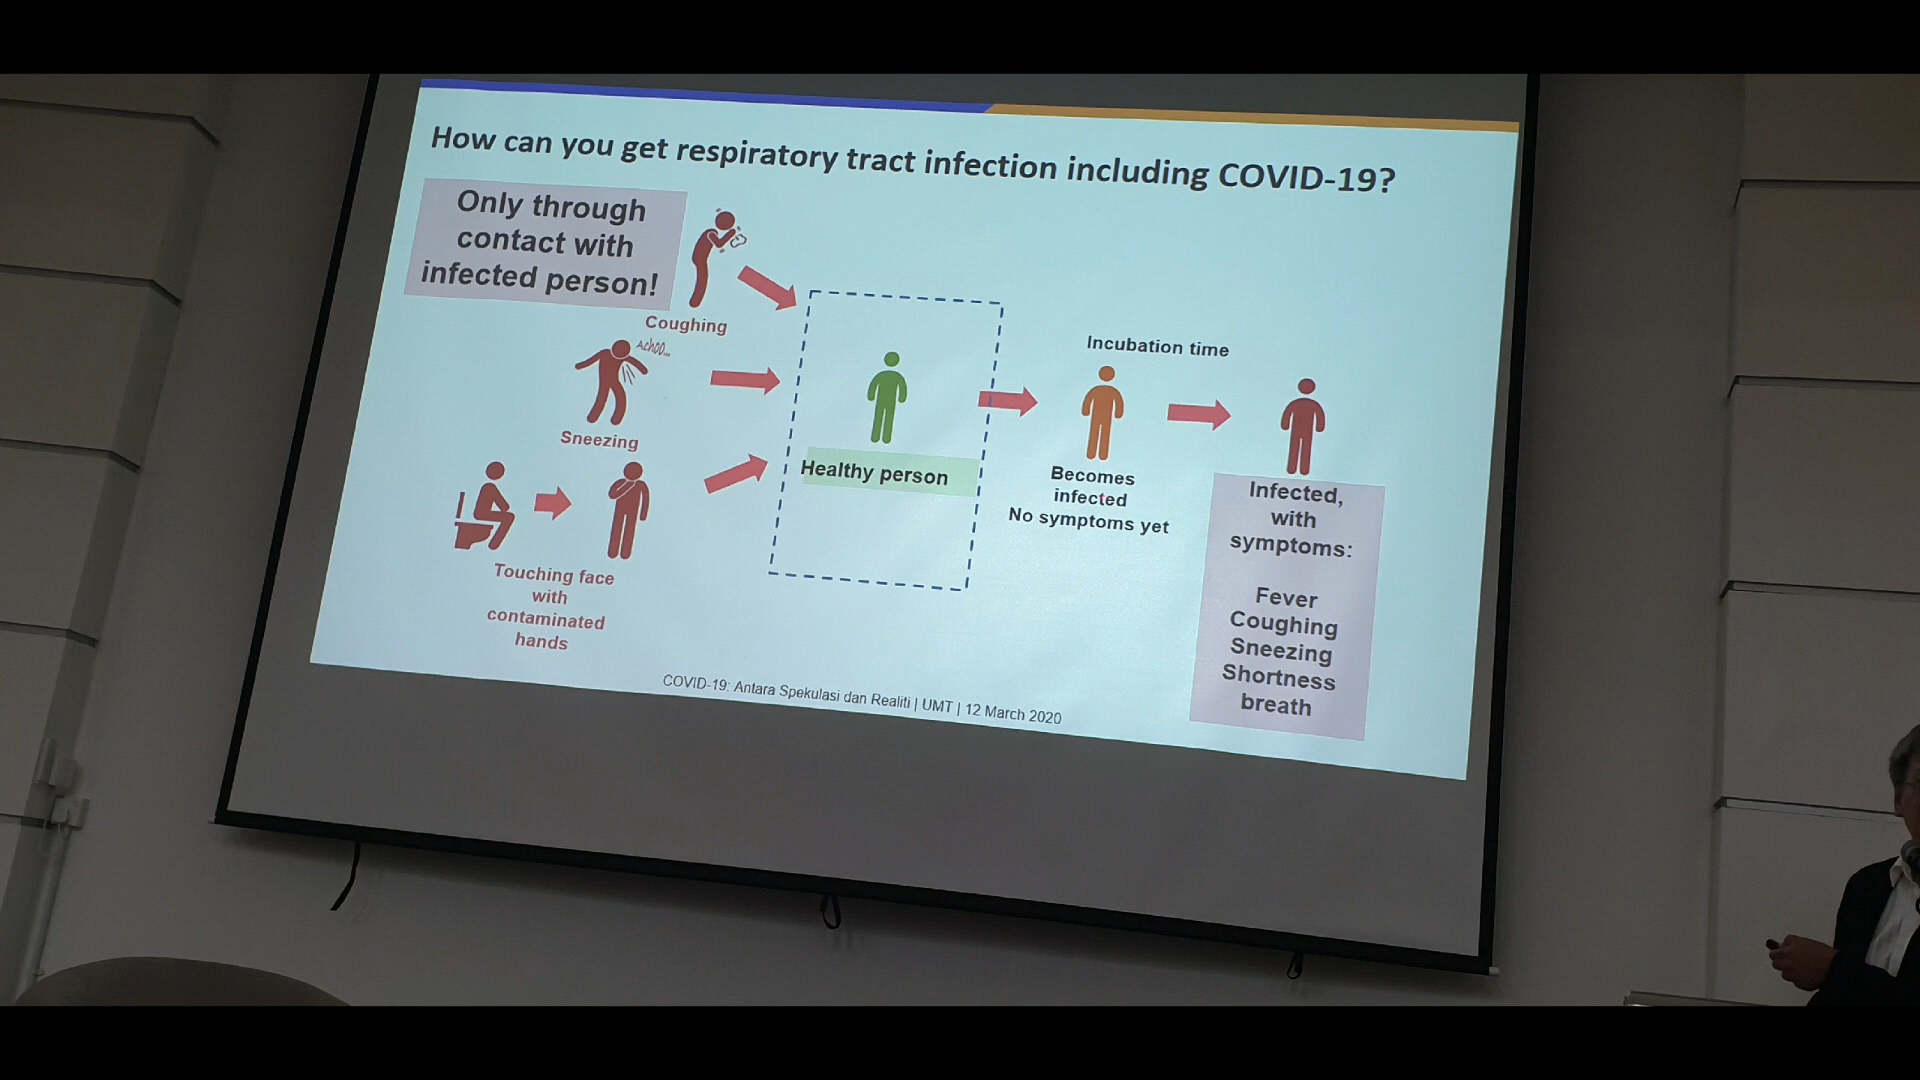 How can you get respiratory tract infection including COVID-19?
Only through
contact with
infected person!
Coughing
Achoo...
Sneezing
Touching face
with
contaminated
hands
Healthy person
Incubation time
Becomes
infected
No symptoms yet
Infected,
with
symptoms:
Fever
Coughing
Sneezing
Shortness
breath
COVID-19: Antara Spekulasi dan Realiti | UMT | 12 March 2020